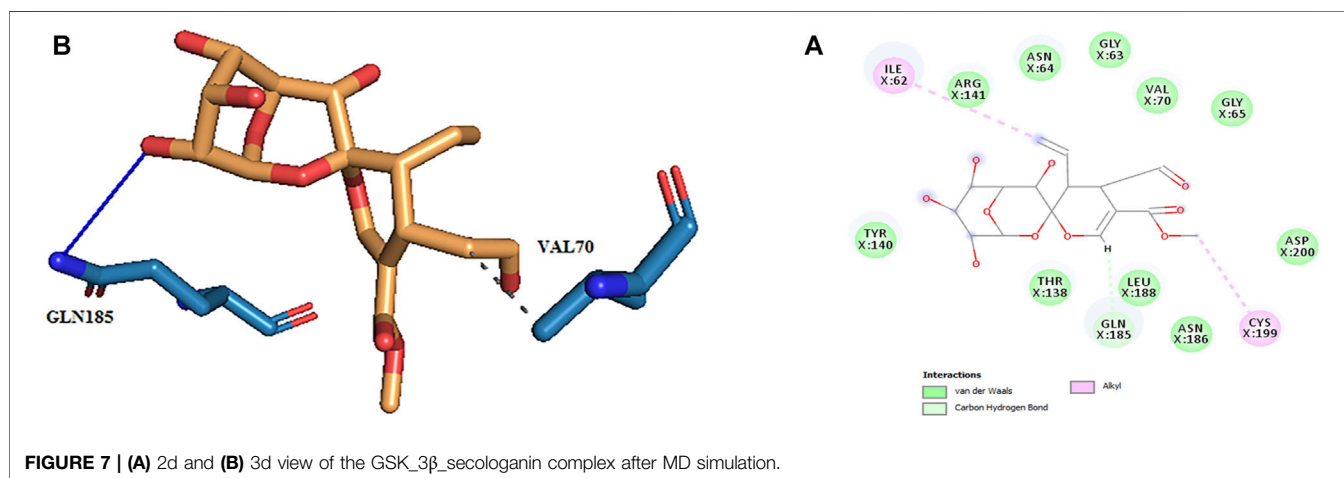 B
GLN185
VAL70
A
ILE
X:62
ARG
X:141
ASN
X:64
GLY
X:63
VAL
X:70
GLY
X:65
TYR
X:140
THR
X:138
LEU
X:188
GLN
X:185
ASN
X:186
CYS
X:199
ASP
X:200
O
O
O
O
O
O
O
O
O
O
O
H
Interactions
van der Waals
Carbon Hydrogen Bond
Alkyl
FIGURE 7 | (A) 2d and (B) 3d view of the GSK_3β_secologanin complex after MD simulation.